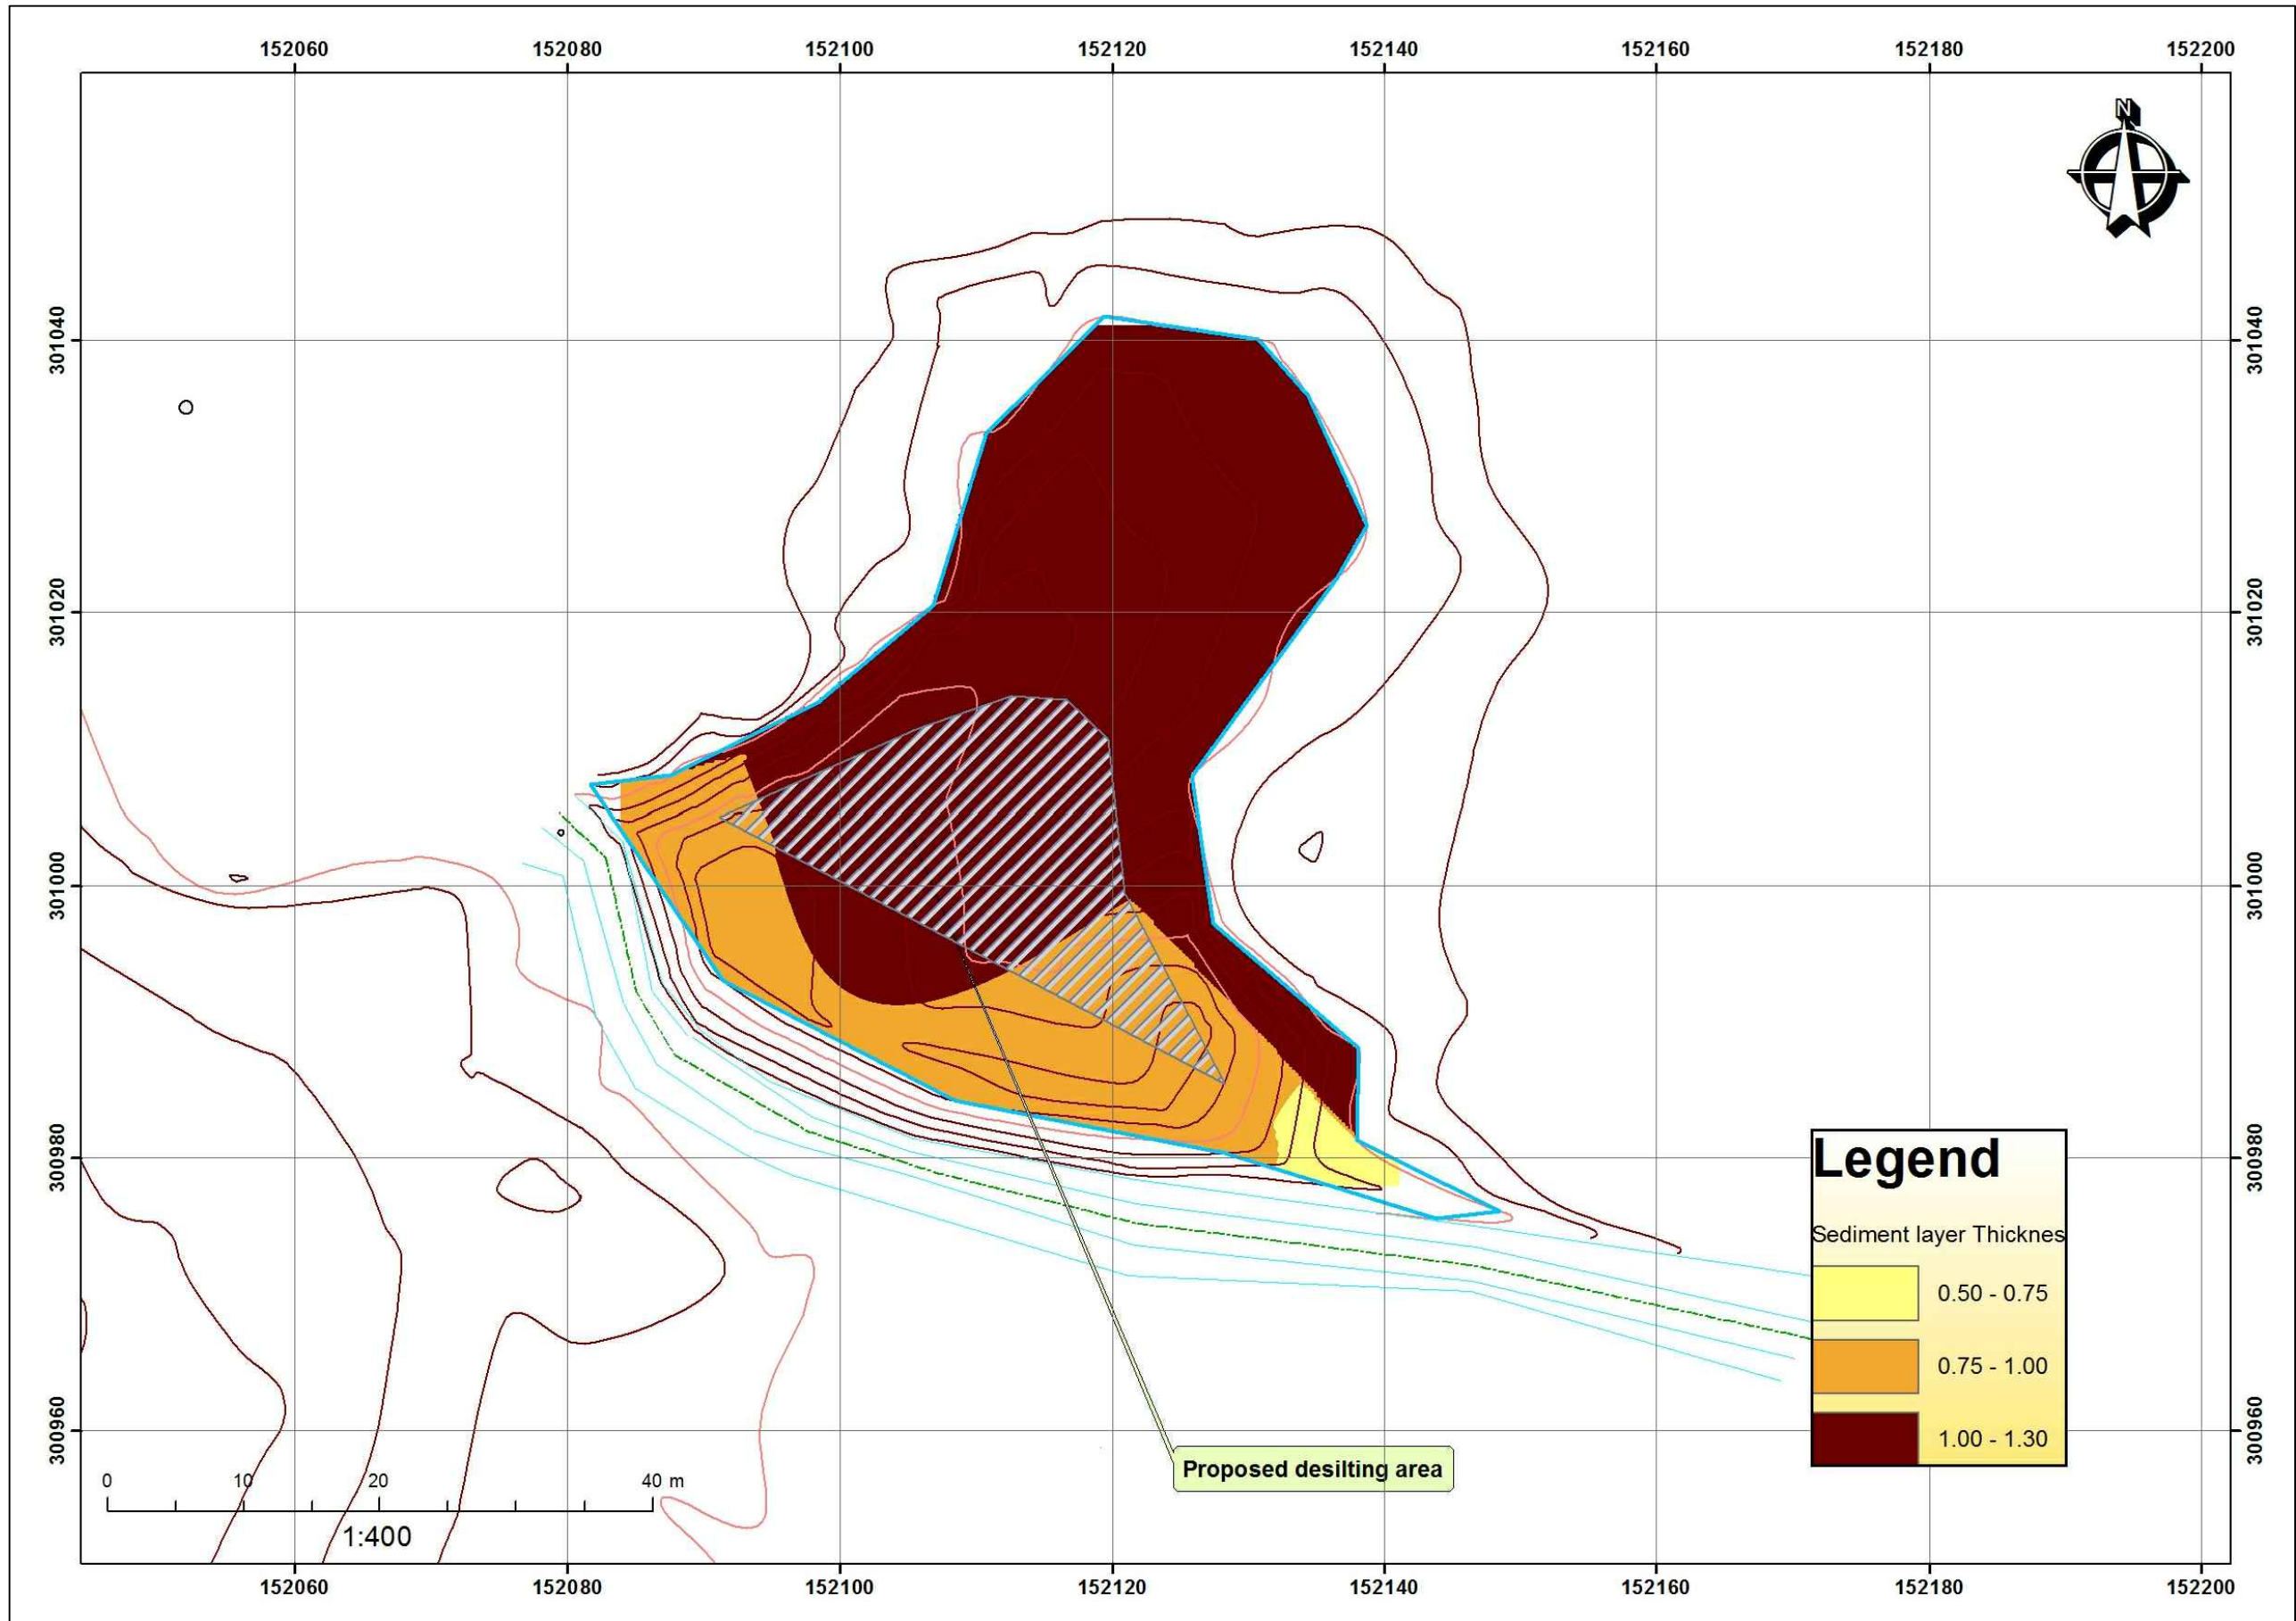 152060 152080 152100 152120 152140 152160 152180 152200
N
301040 301040
301020 301020
301000 301000
300980 300980
Legend
Sediment layer Thicknes
0.50 - 0.75
0.75 - 1.00
1.00 - 1.30
300960 300960
Proposed desilting area
0 10 20 40 m
1:400
152060 152080 152100 152120 152140 152160 152180 152200